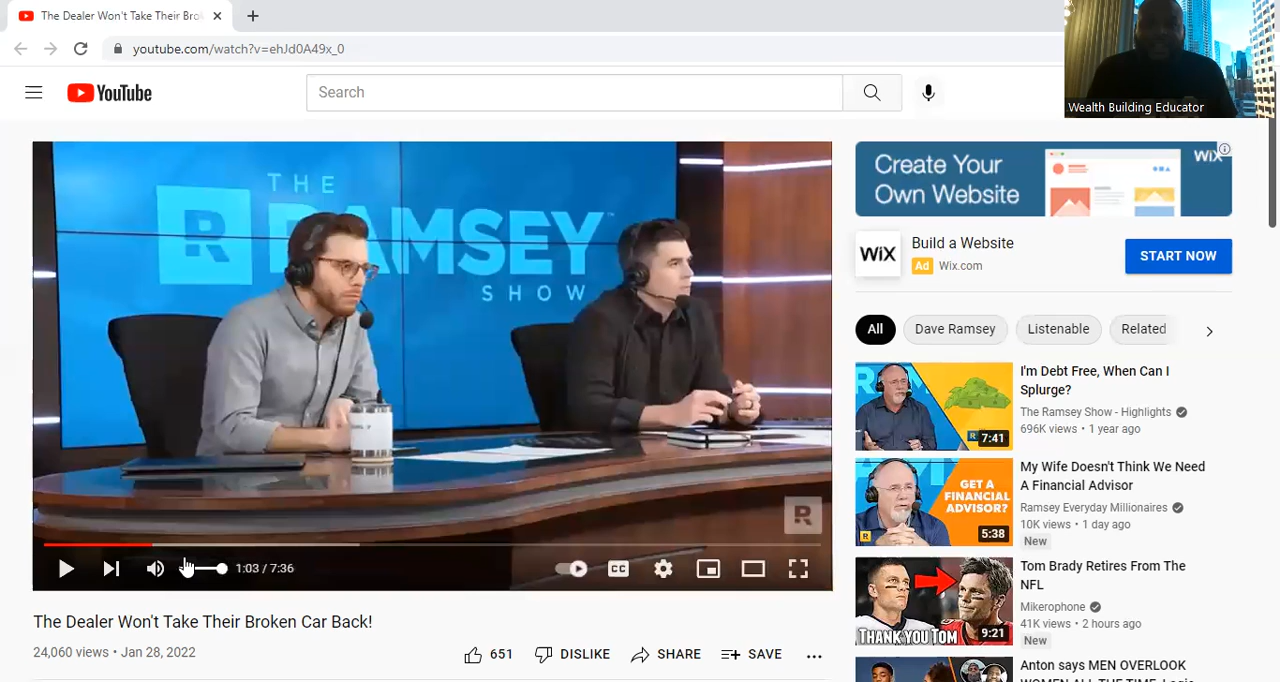 The Dealer Won't Take Their Bro
youtube.com/watch?v=ehJd0A49x_0
YouTube
Search
Wealth Building Educator
THE
RAMSEY
SHOW
R
R
1:03 / 7:36
CC
The Dealer Won't Take Their Broken Car Back!
24,060 views • Jan 28, 2022
651
DISLIKE
SHARE
SAVE
Create Your
Own Website
WiX
WiX
Build a Website
Ad Wix.com
START NOW
All
Dave Ramsey
Listenable
Related
7:41
I'm Debt Free, When Can I
Splurge?
The Ramsey Show - Highlights
696K views • 1 year ago
GET A
FINANCIAL
ADVISOR?
5:38
My Wife Doesn't Think We Need
A Financial Advisor
Ramsey Everyday Millionaires
10K views • 1 day ago
New
THANK YOU TOM
9:21
Tom Brady Retires From The
NFL
Mikerophone
41K views • 2 hours ago
New
Anton says MEN OVERLOOK